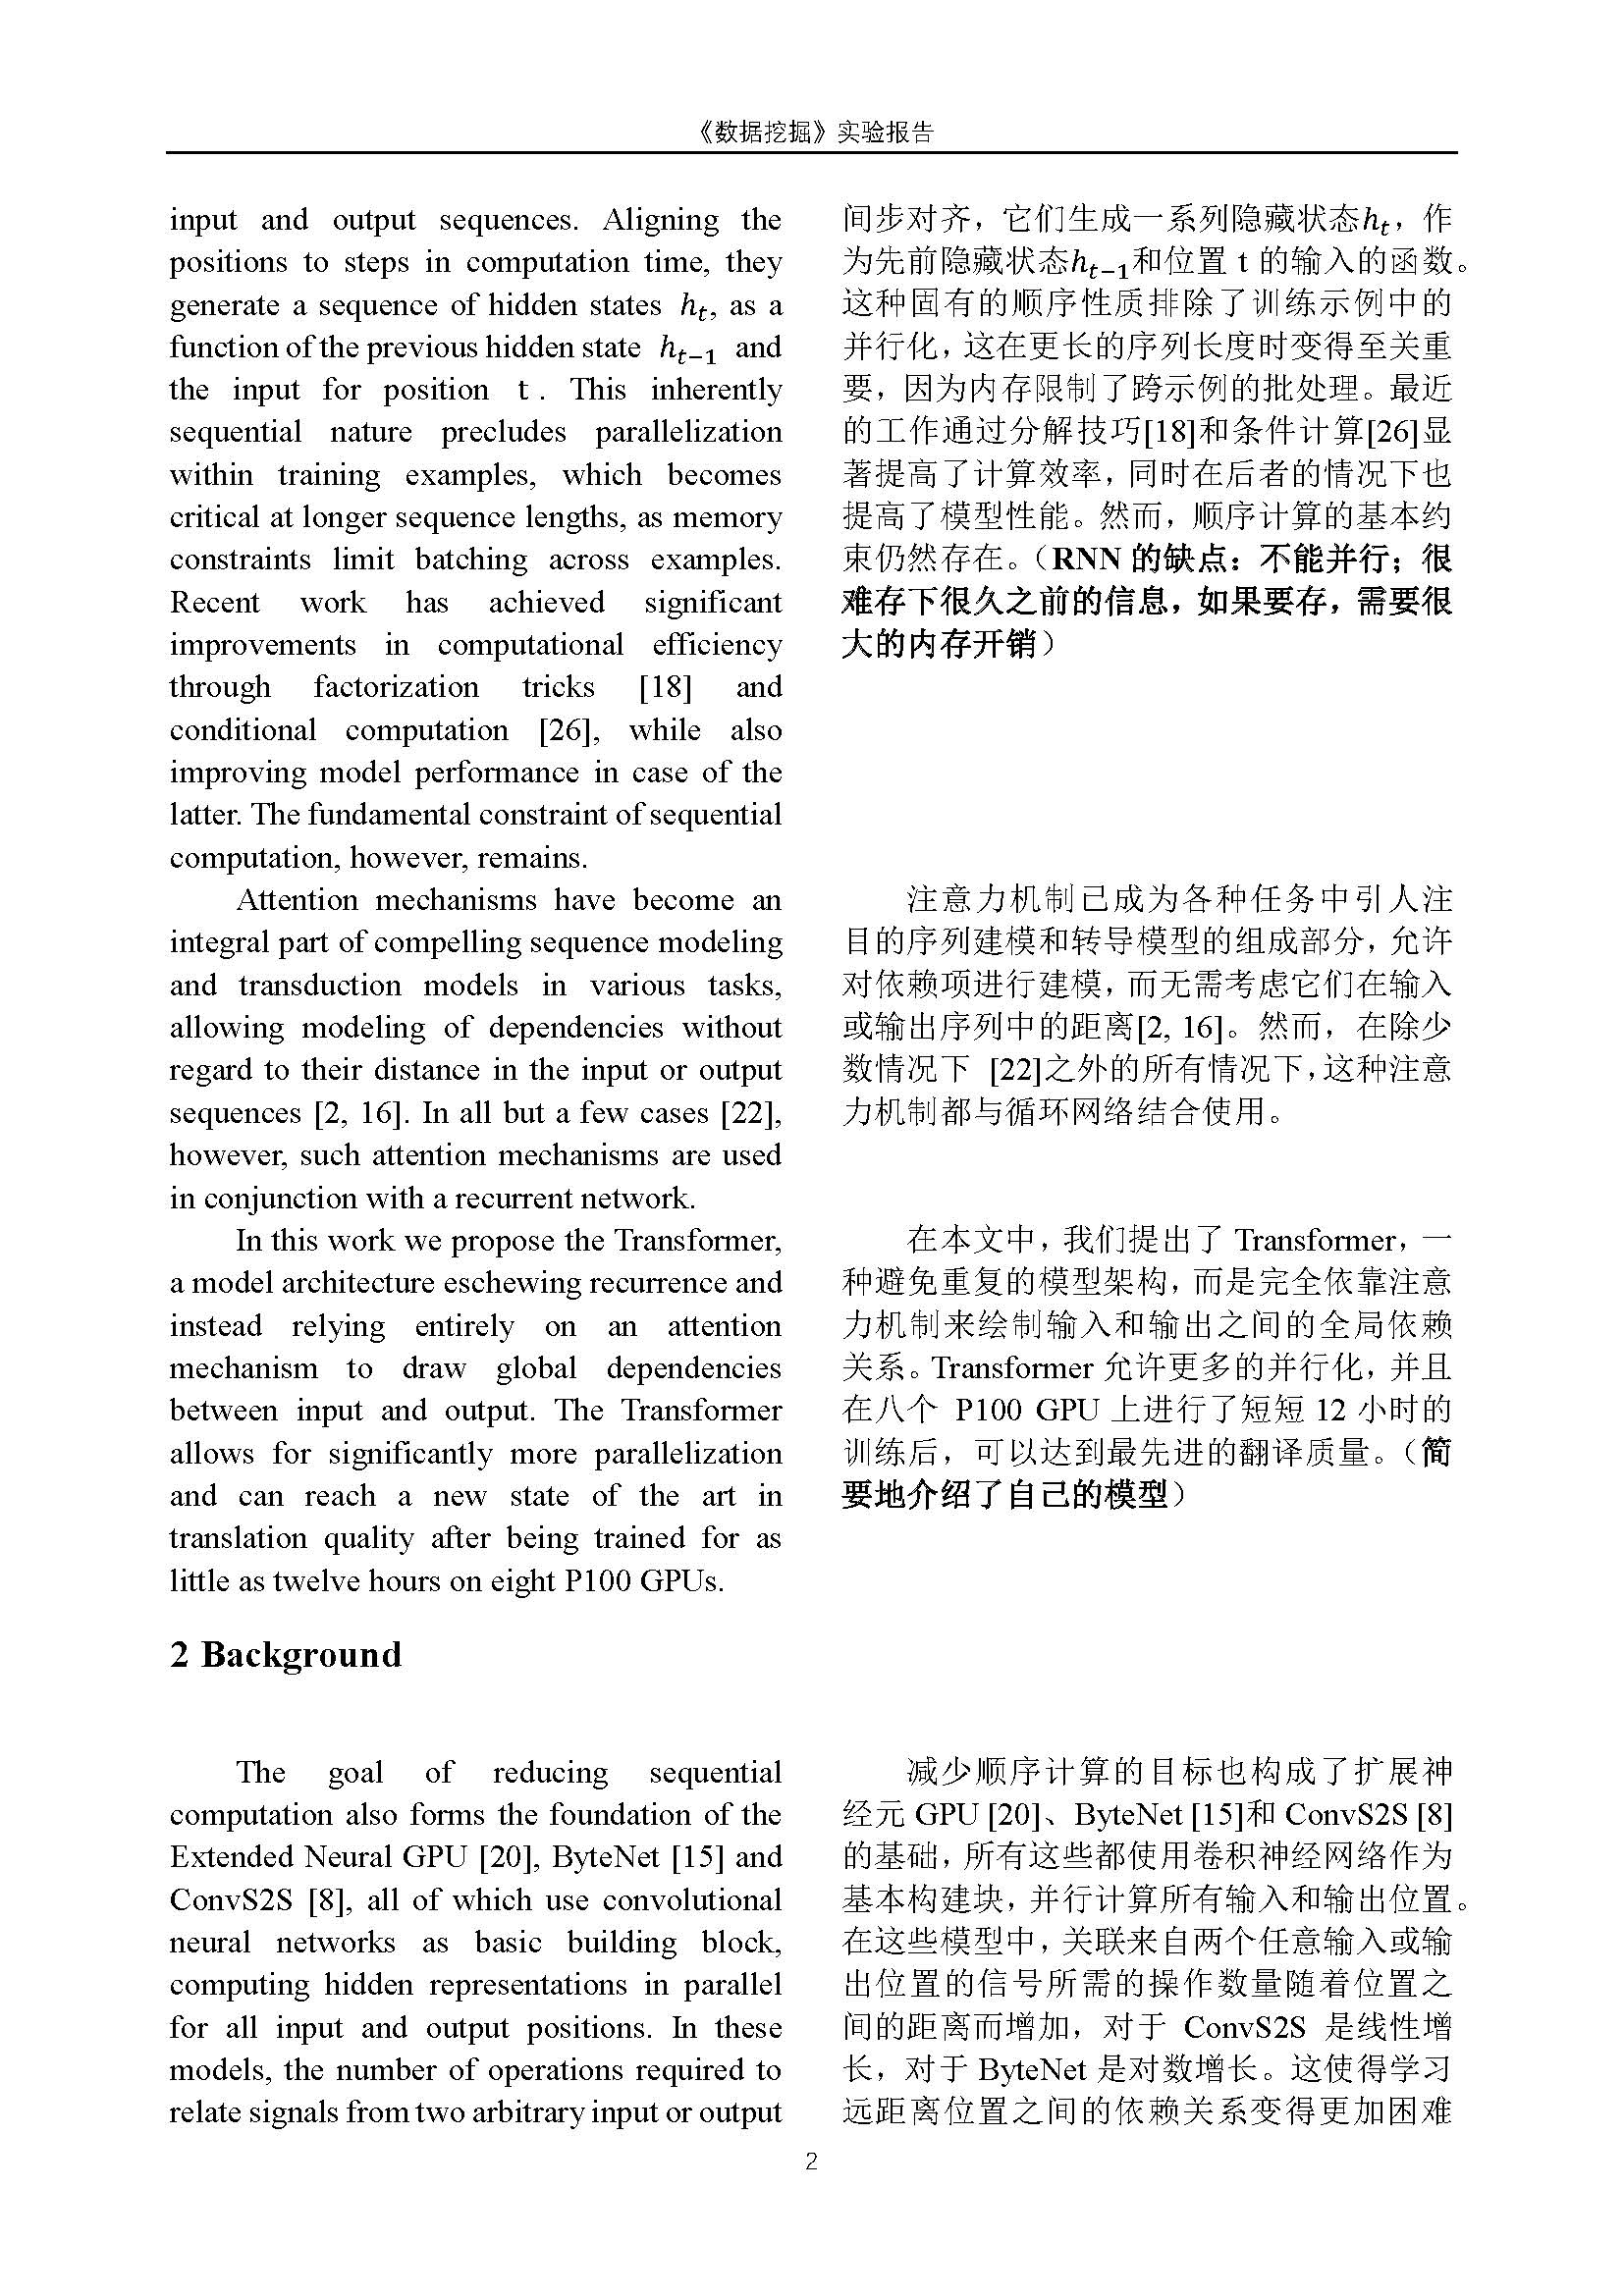 《数据挖掘》实验报告
input and output sequences. Aligning the
positions to steps in computation time, they
generate a sequence of hidden states hₜ, as a
function of the previous hidden state hₜ₋₁ and
the input for position t. This inherently
sequential nature precludes parallelization
within training examples, which becomes
critical at longer sequence lengths, as memory
constraints limit batching across examples.
Recent work has achieved significant
improvements in computational efficiency
through factorization tricks [18] and
conditional computation [26], while also
improving model performance in case of the
latter. The fundamental constraint of sequential
computation, however, remains.
Attention mechanisms have become an
integral part of compelling sequence modeling
and transduction models in various tasks,
allowing modeling of dependencies without
regard to their distance in the input or output
sequences [2, 16]. In all but a few cases [22],
however, such attention mechanisms are used
in conjunction with a recurrent network.
In this work we propose the Transformer,
a model architecture eschewing recurrence and
instead relying entirely on an attention
mechanism to draw global dependencies
between input and output. The Transformer
allows for significantly more parallelization
and can reach a new state of the art in
translation quality after being trained for as
little as twelve hours on eight P100 GPUs.
2 Background
The goal of reducing sequential
computation also forms the foundation of the
Extended Neural GPU [20], ByteNet [15] and
ConvS2S [8], all of which use convolutional
neural networks as basic building block,
computing hidden representations in parallel
for all input and output positions. In these
models, the number of operations required to
relate signals from two arbitrary input or output
间步对齐，它们生成一系列隐藏状态hₜ，作
为先前隐藏状态hₜ₋₁和位置 t 的输入的函数。
这种固有的顺序性质排除了训练示例中的
并行化，这在更长的序列长度时变得至关重
要，因为内存限制了跨示例的批处理。最近
的工作通过分解技巧[18]和条件计算[26]显
著提高了计算效率，同时在后者的情况下也
提高了模型性能。然而，顺序计算的基本约
束仍然存在。（RNN 的缺点：不能并行；很
难存下很久之前的信息，如果要存，需要很
大的内存开销）
注意力机制已成为各种任务中引人注
目的序列建模和转导模型的组成部分，允许
对依赖项进行建模，而无需考虑它们在输入
或输出序列中的距离[2, 16]。然而，在除少
数情况下 [22]之外的所有情况下，这种注意
力机制都与循环网络结合使用。
在本文中，我们提出了 Transformer，一
种避免重复的模型架构，而是完全依靠注意
力机制来绘制输入和输出之间的全局依赖
关系。Transformer 允许更多的并行化，并且
在八个 P100 GPU 上进行了短短 12 小时的
训练后，可以达到最先进的翻译质量。（简
要地介绍了自己的模型）
减少顺序计算的目标也构成了扩展神
经元 GPU [20]、ByteNet [15]和 ConvS2S [8]
的基础，所有这些都使用卷积神经网络作为
基本构建块，并行计算所有输入和输出位置。
在这些模型中，关联来自两个任意输入或输
出位置的信号所需的操作数量随着位置之
间的距离而增加，对于 ConvS2S 是线性增
长，对于 ByteNet 是对数增长。这使得学习
远距离位置之间的依赖关系变得更加困难
2